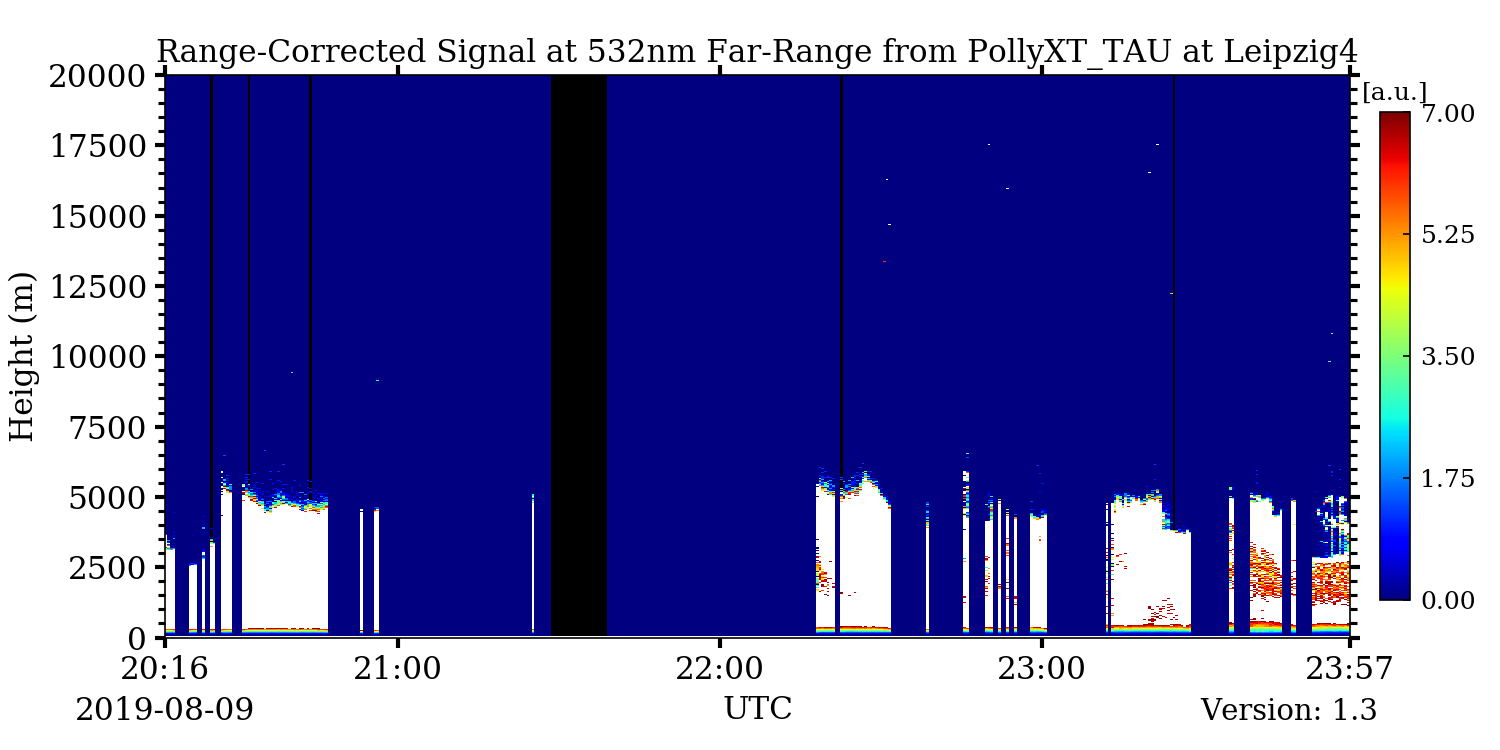 Range-Corrected Signal at 532nm Far-Range from PollyXT_TAU at Leipzig4
[a.u.]
20000
17500
15000
12500
10000
7500
5000
2500
0
Height (m)
7.00
5.25
3.50
1.75
0.00
20:16 21:00 22:00 23:00 23:57
2019-08-09 UTC Version: 1.3